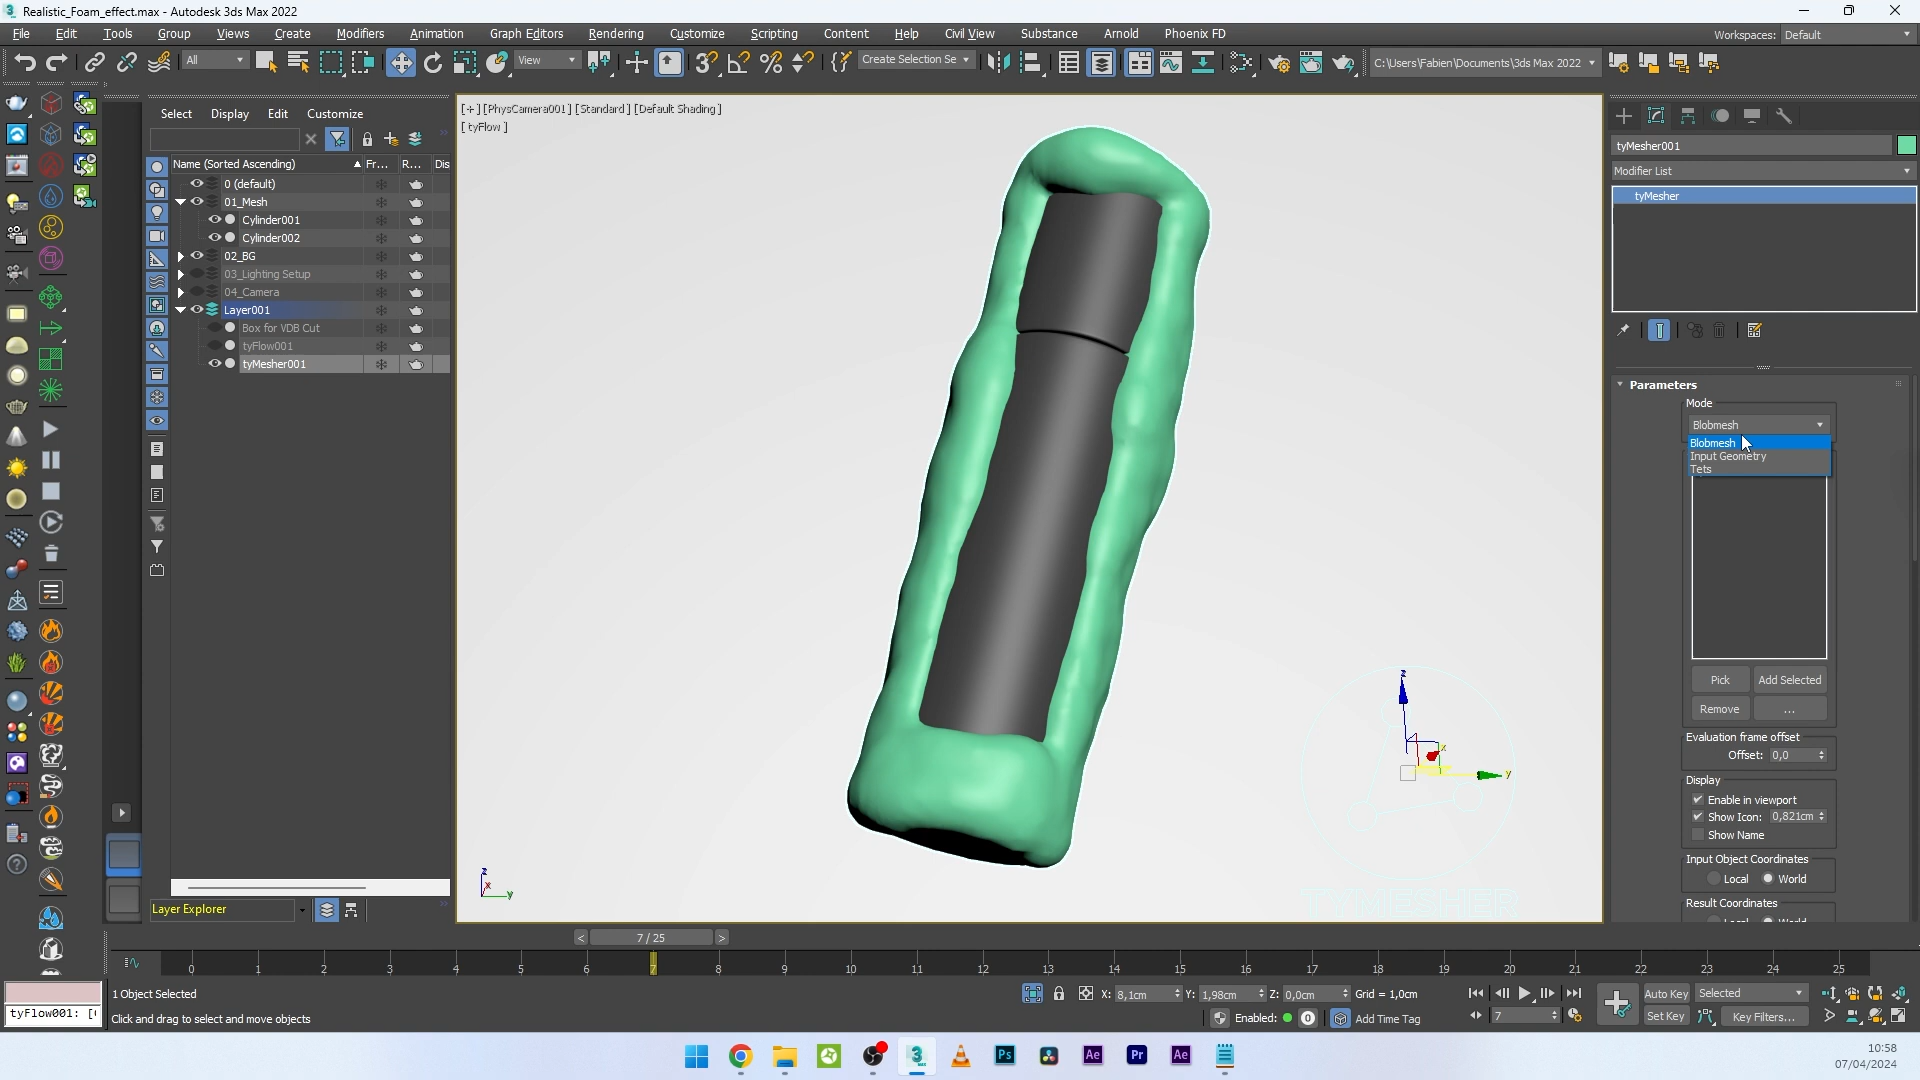 Realistic_Foam_effect.max - Autodesk 3ds Max 2022
File Edit Tools Group Views Create Modifiers Animation Graph Editors Rendering Customize Scripting Content Help Civil View Substance Arnold Phoenix FD
Workspaces: Default
All View Create Selection Se C:\Users\Fabien\Documents\3ds Max 2022
Select Display Edit Customize
Name (Sorted Ascending) Fr... R... Dis
0 (default)
01_Mesh
Cylinder001
Cylinder002
02_BG
03_Lighting Setup
04_Camera
Layer001
Box for VDB Cut
tyFlow001
tyMesher001
Layer Explorer
[+] [PhysCamera001] [Standard] [Default Shading]
[ tyFlow ]
z
x
y
z
x
y
TYMESHER
tyMesher001
Modifier List
tyMesher
Parameters
Mode
Blobmesh
Blobmesh
Input Geometry
Tets
Pick Add Selected
Remove ...
Evaluation frame offset
Offset: 0,0
Display
Enable in viewport
Show Icon: 0,821cm
Show Name
Input Object Coordinates
Local World
Result Coordinates
Local World
< 7 / 25 >
0 1 2 3 4 5 6 7 8 9 10 11 12 13 14 15 16 17 18 19 20 21 22 23 24 25
1 Object Selected
X: 8,1cm Y: 1,98cm Z: 0,0cm Grid = 1,0cm
Auto Key Selected
tyFlow001: [
Click and drag to select and move objects
Enabled: 0 Add Time Tag
7
Set Key Key Filters...
3 MAX Ps Ae Pr Ae
10:58
07/04/2024